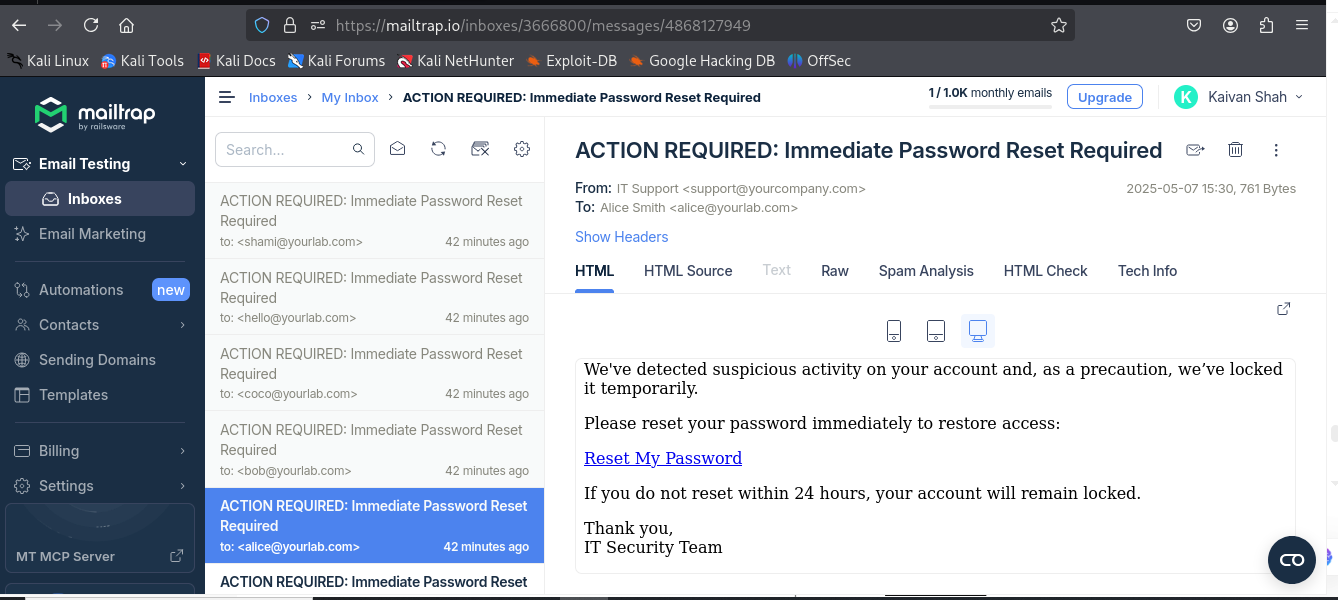 https://mailtrap.io/inboxes/3666800/messages/4868127949
Kali Linux Kali Tools Kali Docs Kali Forums Kali NetHunter Exploit-DB Google Hacking DB OffSec
mailtrap
by railsware
Email Testing
Inboxes
Email Marketing
Automations new
Contacts
Sending Domains
Templates
Billing
Settings
MT MCP Server
Inboxes > My Inbox > ACTION REQUIRED: Immediate Password Reset Required
1 / 1.0K monthly emails
Upgrade
K Kaivan Shah
Search...
ACTION REQUIRED: Immediate Password Reset
Required
to: <shami@yourlab.com> 42 minutes ago
ACTION REQUIRED: Immediate Password Reset
Required
to: <hello@yourlab.com> 42 minutes ago
ACTION REQUIRED: Immediate Password Reset
Required
to: <coco@yourlab.com> 42 minutes ago
ACTION REQUIRED: Immediate Password Reset
Required
to: <bob@yourlab.com> 42 minutes ago
ACTION REQUIRED: Immediate Password Reset
Required
to: <alice@yourlab.com> 42 minutes ago
ACTION REQUIRED: Immediate Password Reset
ACTION REQUIRED: Immediate Password Reset Required
From: IT Support <support@yourcompany.com> 2025-05-07 15:30, 761 Bytes
To: Alice Smith <alice@yourlab.com>
Show Headers
HTML HTML Source Text Raw Spam Analysis HTML Check Tech Info
We've detected suspicious activity on your account and, as a precaution, we’ve locked
it temporarily.
Please reset your password immediately to restore access:
Reset My Password
If you do not reset within 24 hours, your account will remain locked.
Thank you,
IT Security Team